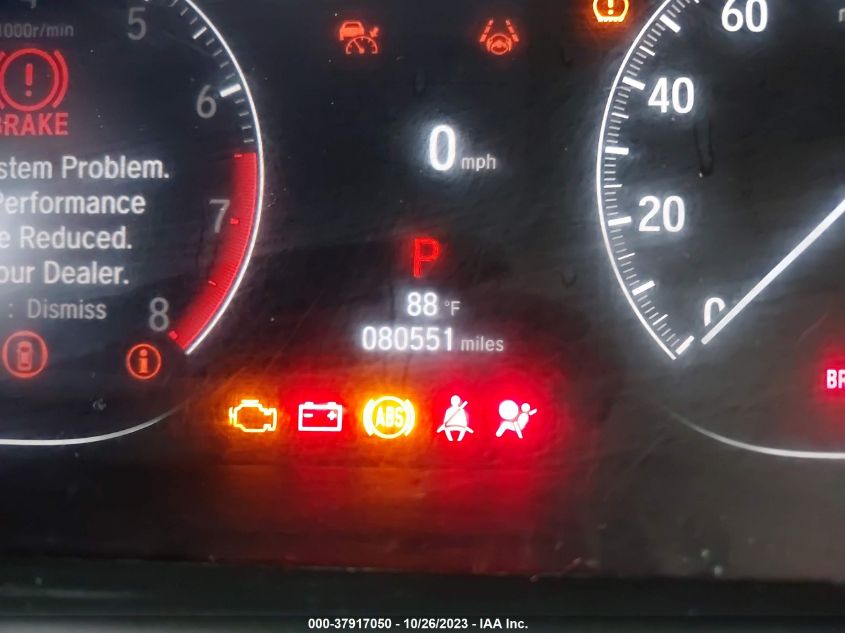 1000r/min
5
60
6
BRAKE
40
0 mph
stem Problem.
Performance
7
20
e Reduced.
our Dealer.
P
: Dismiss
8
88 °F
0
080551 miles
BR
ABS
000-37917050 - 10/26/2023 - IAA Inc.